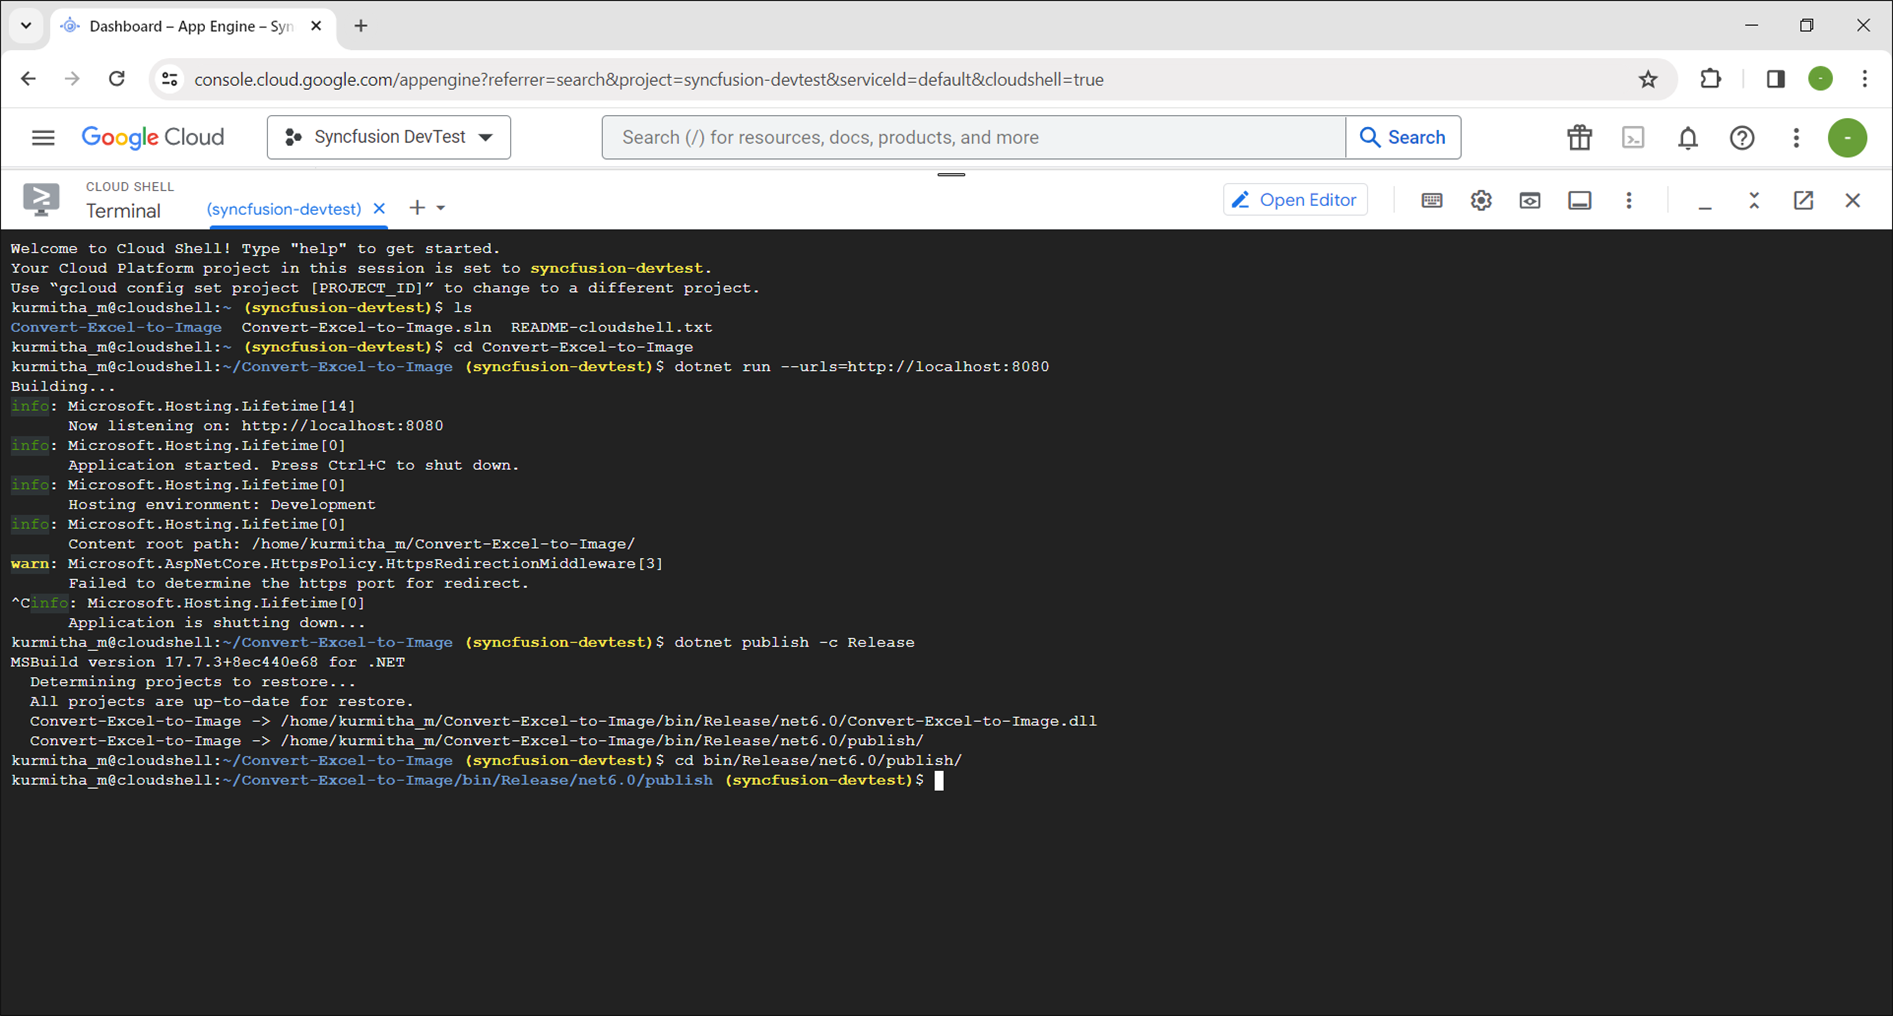 Dashboard – App Engine – Syn
console.cloud.google.com/appengine?referrer=search&project=syncfusion-devtest&serviceId=default&cloudshell=true
Google Cloud
Syncfusion DevTest
Search (/) for resources, docs, products, and more
Search
CLOUD SHELL
Terminal
(syncfusion-devtest)
Open Editor
Welcome to Cloud Shell! Type "help" to get started.
Your Cloud Platform project in this session is set to syncfusion-devtest.
Use “gcloud config set project [PROJECT_ID]” to change to a different project.
kurmitha_m@cloudshell:~ (syncfusion-devtest)$ ls
Convert-Excel-to-Image  Convert-Excel-to-Image.sln  README-cloudshell.txt
kurmitha_m@cloudshell:~ (syncfusion-devtest)$ cd Convert-Excel-to-Image
kurmitha_m@cloudshell:~/Convert-Excel-to-Image (syncfusion-devtest)$ dotnet run --urls=http://localhost:8080
Building...
info: Microsoft.Hosting.Lifetime[14]
      Now listening on: http://localhost:8080
info: Microsoft.Hosting.Lifetime[0]
      Application started. Press Ctrl+C to shut down.
info: Microsoft.Hosting.Lifetime[0]
      Hosting environment: Development
info: Microsoft.Hosting.Lifetime[0]
      Content root path: /home/kurmitha_m/Convert-Excel-to-Image/
warn: Microsoft.AspNetCore.HttpsPolicy.HttpsRedirectionMiddleware[3]
      Failed to determine the https port for redirect.
^Cinfo: Microsoft.Hosting.Lifetime[0]
      Application is shutting down...
kurmitha_m@cloudshell:~/Convert-Excel-to-Image (syncfusion-devtest)$ dotnet publish -c Release
MSBuild version 17.7.3+8ec440e68 for .NET
  Determining projects to restore...
  All projects are up-to-date for restore.
  Convert-Excel-to-Image -> /home/kurmitha_m/Convert-Excel-to-Image/bin/Release/net6.0/Convert-Excel-to-Image.dll
  Convert-Excel-to-Image -> /home/kurmitha_m/Convert-Excel-to-Image/bin/Release/net6.0/publish/
kurmitha_m@cloudshell:~/Convert-Excel-to-Image (syncfusion-devtest)$ cd bin/Release/net6.0/publish/
kurmitha_m@cloudshell:~/Convert-Excel-to-Image/bin/Release/net6.0/publish (syncfusion-devtest)$